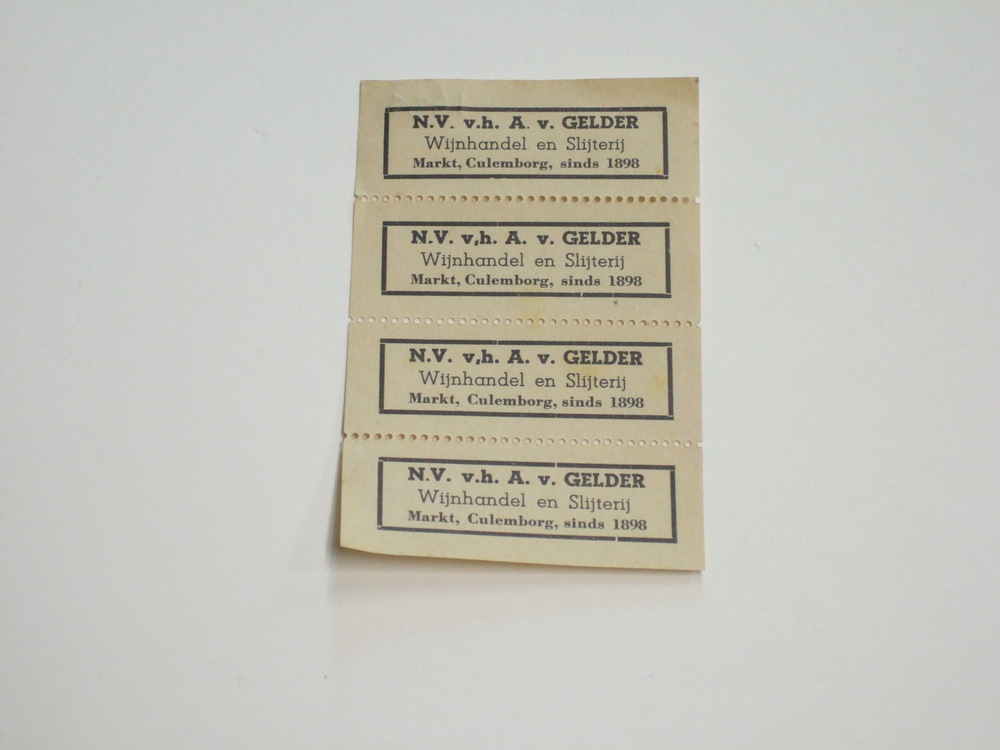 N.V. v.h. A. v. GELDER
Wijnhandel en Slijterij
Markt, Culemborg, sinds 1898
N.V. v,h. A. v. GELDER
Wijnhandel en Slijterij
Markt, Culemborg, sinds 1898
N.V. v,h. A. v. GELDER
Wijnhandel en Slijterij
Markt, Culemborg, sinds 1898
N.V. v.h. A. v. GELDER
Wijnhandel en Slijterij
Markt, Culemborg, sinds 1898